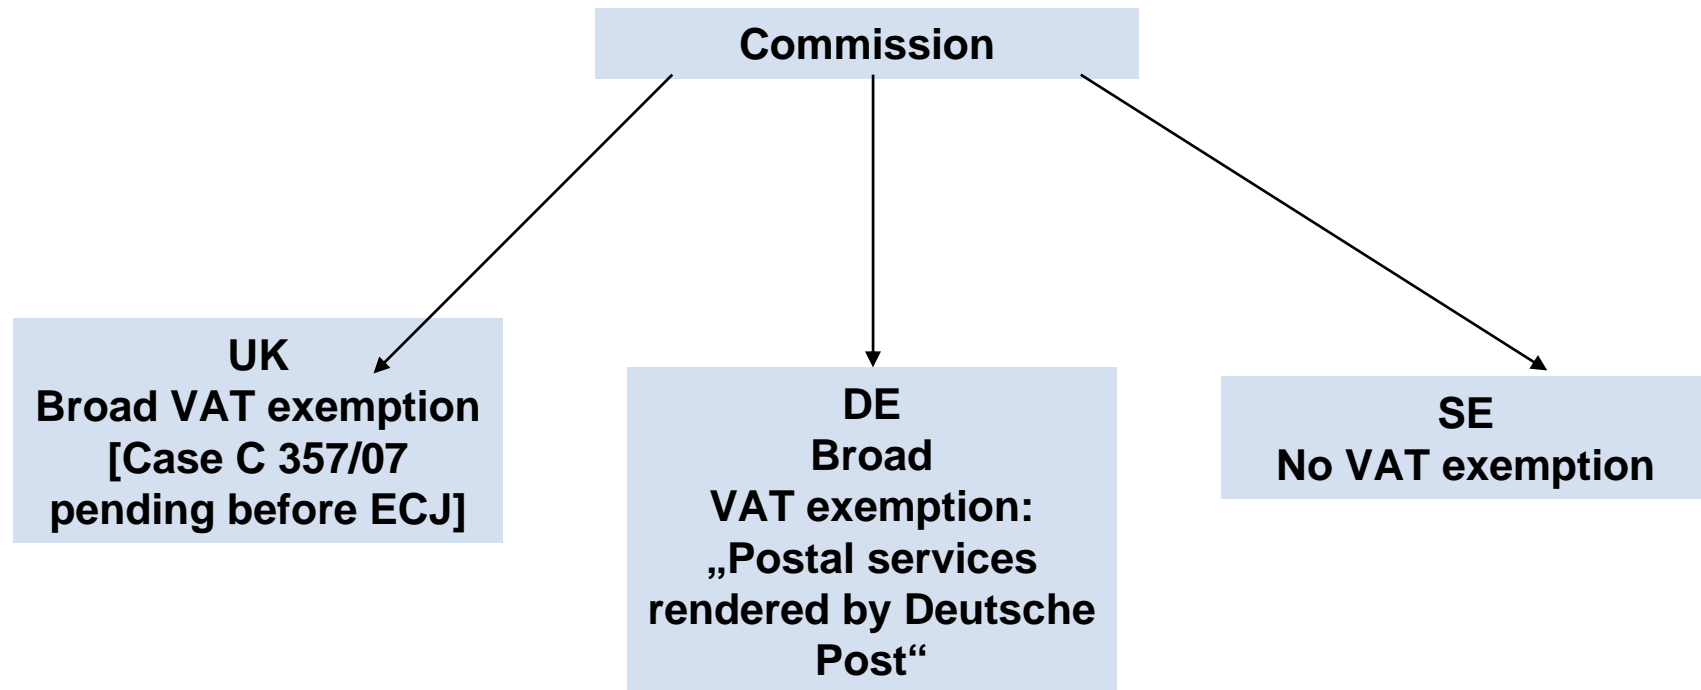 Commission
UK
Broad VAT exemption
[Case C 357/07
pending before ECJ]
DE
Broad
VAT exemption:
„Postal services
rendered by Deutsche
Post“
SE
No VAT exemption